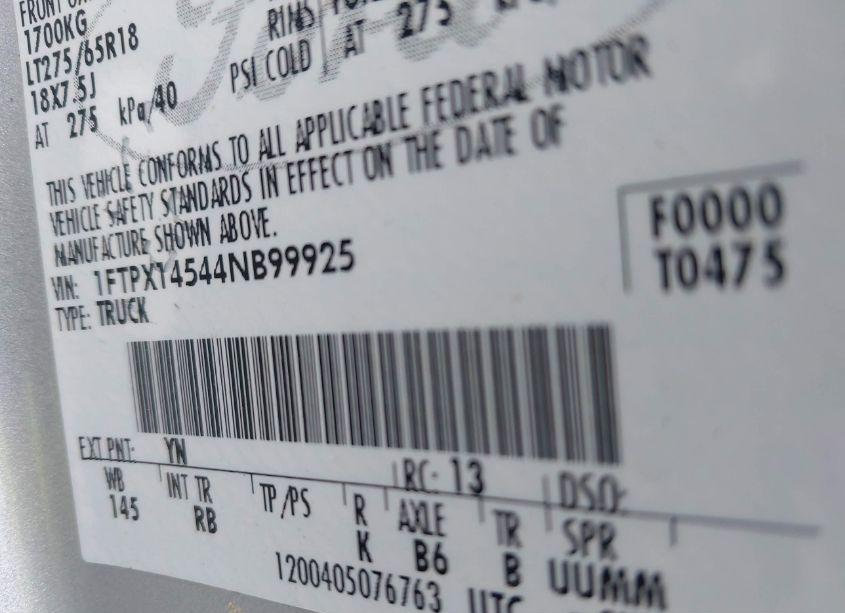 1700KG
LT275/65R18
18X7.5J
AT 275 kPa/40
RIMS
PSI COLD AT 275
THIS VEHICLE CONFORMS TO ALL APPLICABLE FEDERAL MOTOR
VEHICLE SAFETY STANDARDS IN EFFECT ON THE DATE OF
MANUFACTURE SHOWN ABOVE.
VIN: 1FTPX14544NB99925
TYPE: TRUCK
F0000
T0475
EXT PNT: YN
RC: 13
DSO:
WB INT TR TP/PS R AXLE TR SPR
145 RB K B6 B UUMM
1200405076763 UTC